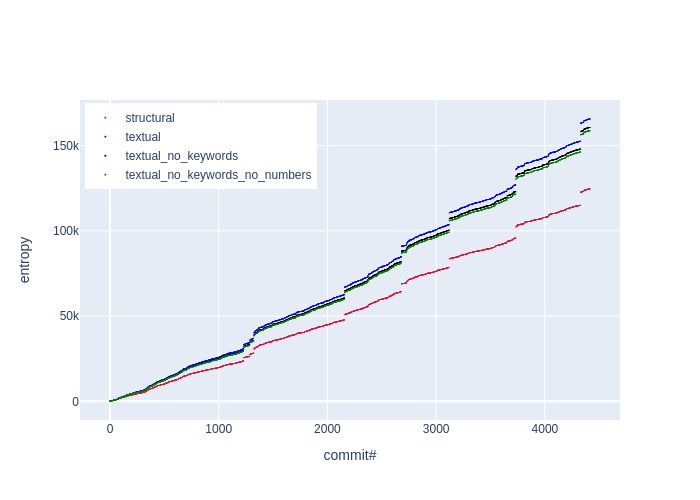 structural
textual
textual_no_keywords
textual_no_keywords_no_numbers
150k
100k
50k
0
entropy
0 1000 2000 3000 4000
commit#